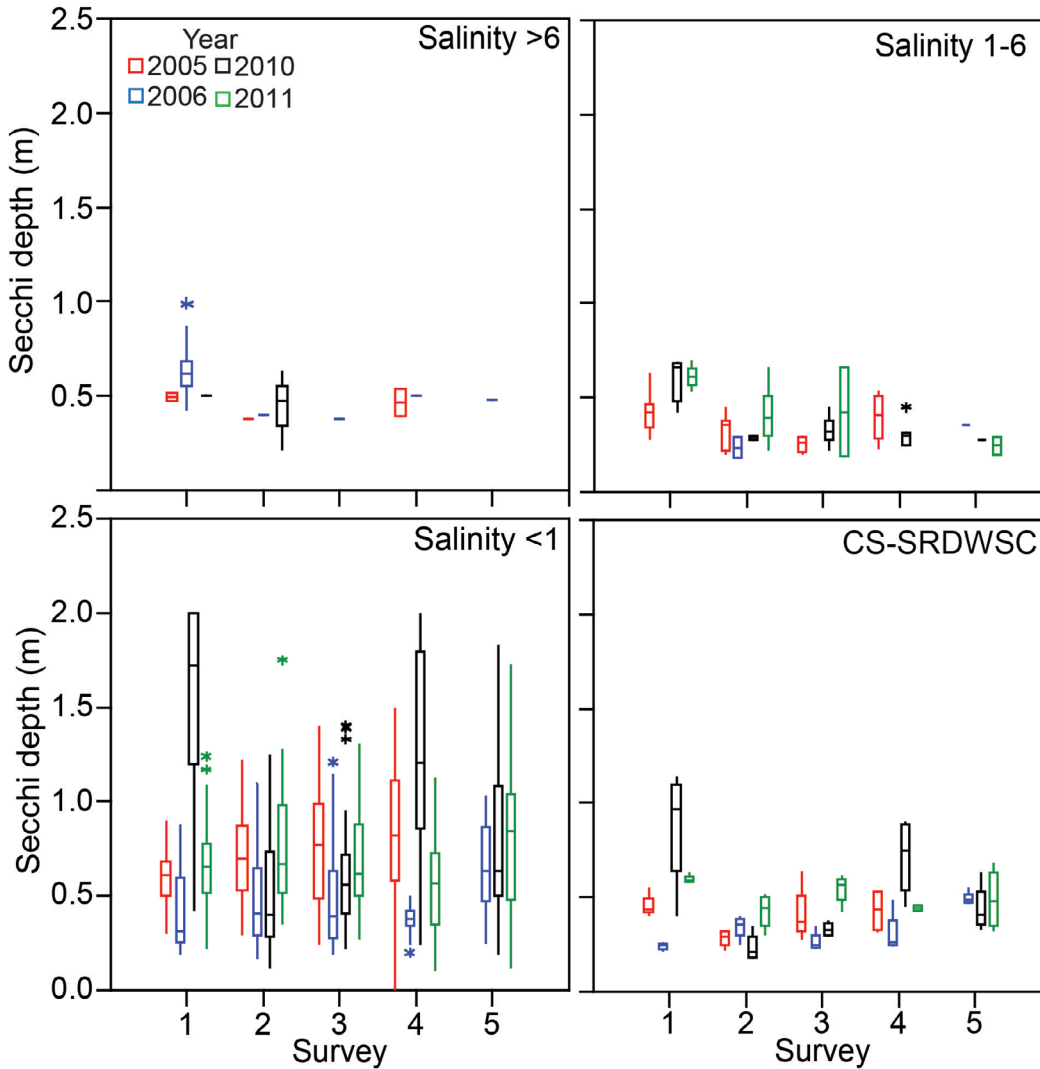 Salinity >6
Year
2005 2010
2006 2011
Secchi depth (m)
2.5
2.0
1.5
1.0
0.5
Salinity 1-6
Salinity <1
Secchi depth (m)
2.5
2.0
1.5
1.0
0.5
0.0
1 2 3 4 5
Survey
CS-SRDWSC
1 2 3 4 5
Survey